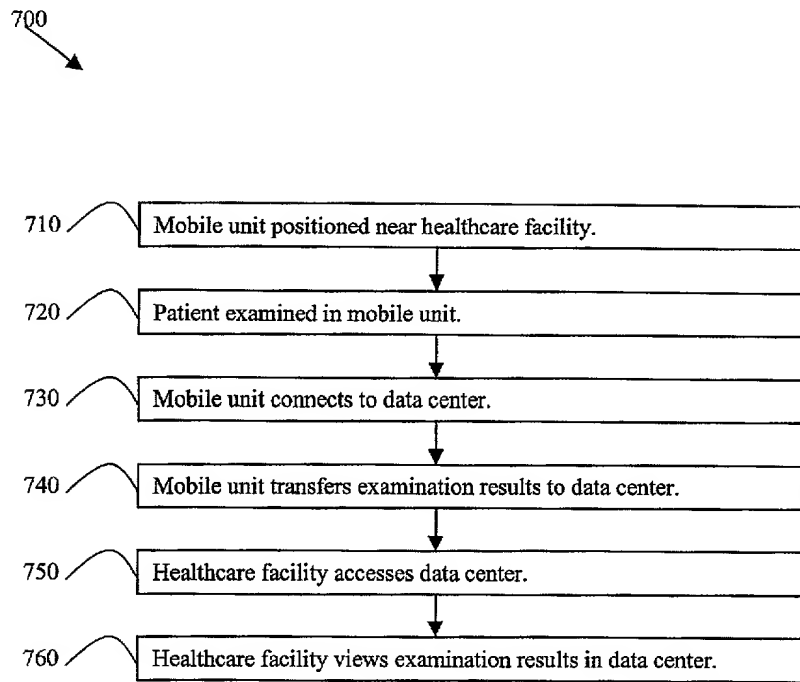 700
710 Mobile unit positioned near healthcare facility.
720 Patient examined in mobile unit.
730 Mobile unit connects to data center.
740 Mobile unit transfers examination results to data center.
750 Healthcare facility accesses data center.
760 Healthcare facility views examination results in data center.